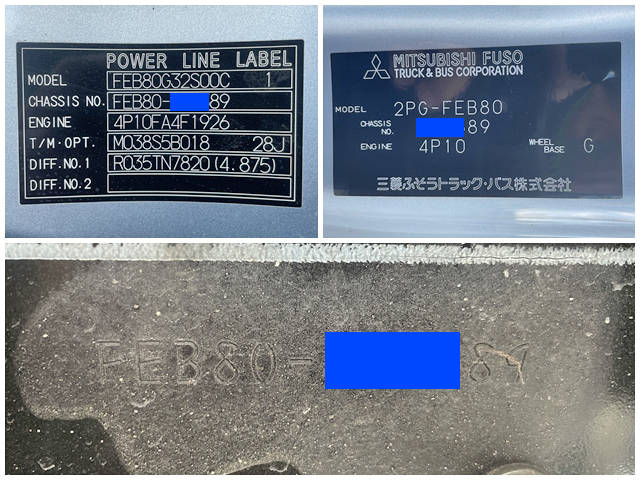 POWER LINE LABEL
MODEL FEB80G32S00C 1
CHASSIS NO. FEB80- 89
ENGINE 4P10FA4F1926
T/M.OPT. M038S5B018 28J
DIFF.NO.1 R035TN7820(4.875)
DIFF.NO.2
MITSUBISHI FUSO
TRUCK & BUS CORPORATION
MODEL 2PG-FEB80
CHASSIS NO. 89
ENGINE 4P10 WHEEL BASE G
三菱ふそうトラック・バス株式会社
FEB80- 89